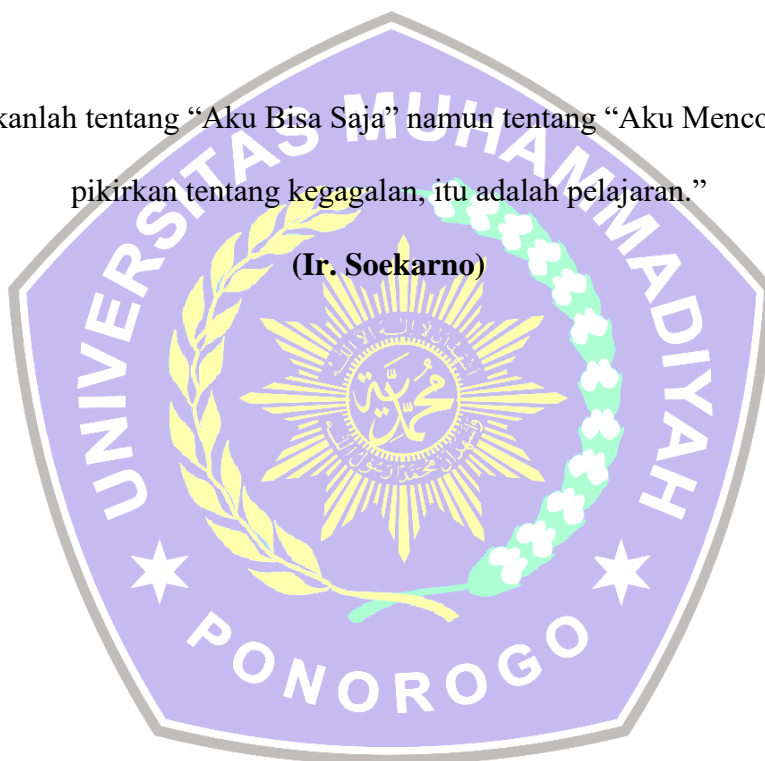 kanlah tentang “Aku Bisa Saja” namun tentang “Aku Menco
pikirkan tentang kegagalan, itu adalah pelajaran.”
(Ir. Soekarno)
UNIVERSITAS MUHAMMADIYAH
محمدية
PONOROGO